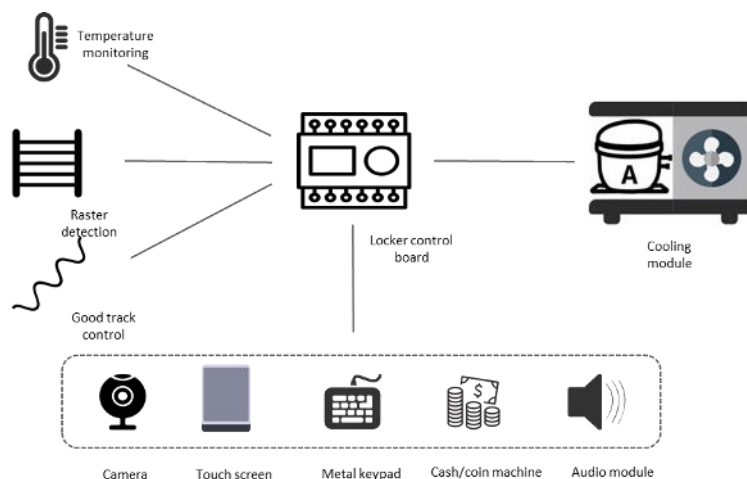 Temperature
monitoring
Raster
detection
Good track
control
Locker control
board
A
Cooling
module
$
Camera
Touch screen
Metal keypad
Cash/coin machine
Audio module